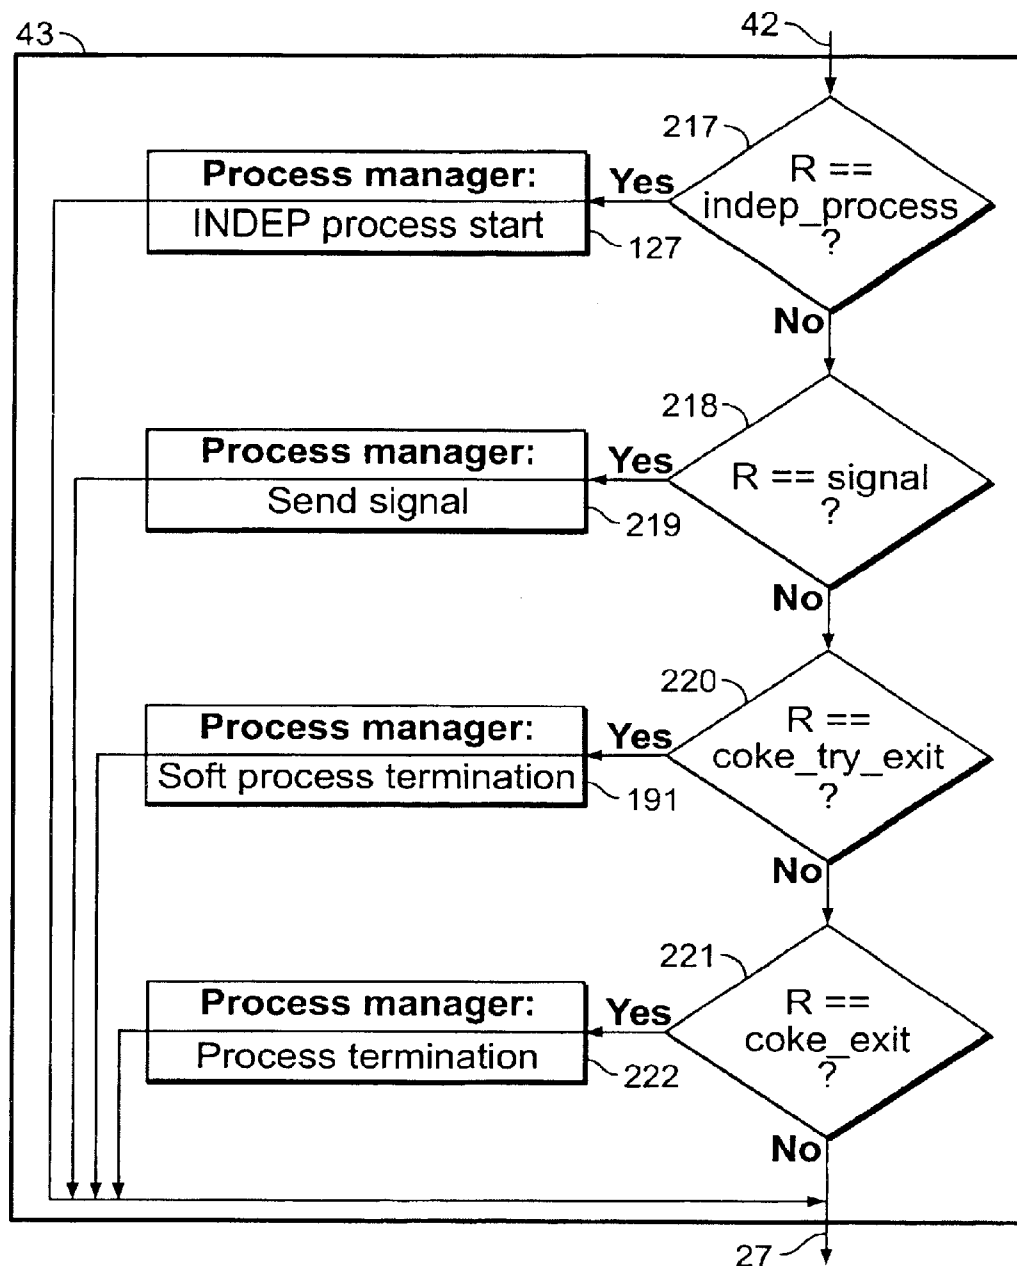 43
42
217
R ==
indep_process
?
Yes
Process manager:
INDEP process start
127
No
218
R == signal
?
Yes
Process manager:
Send signal
219
No
220
R ==
coke_try_exit
?
Yes
Process manager:
Soft process termination
191
No
221
R ==
coke_exit
?
Yes
Process manager:
Process termination
222
No
27